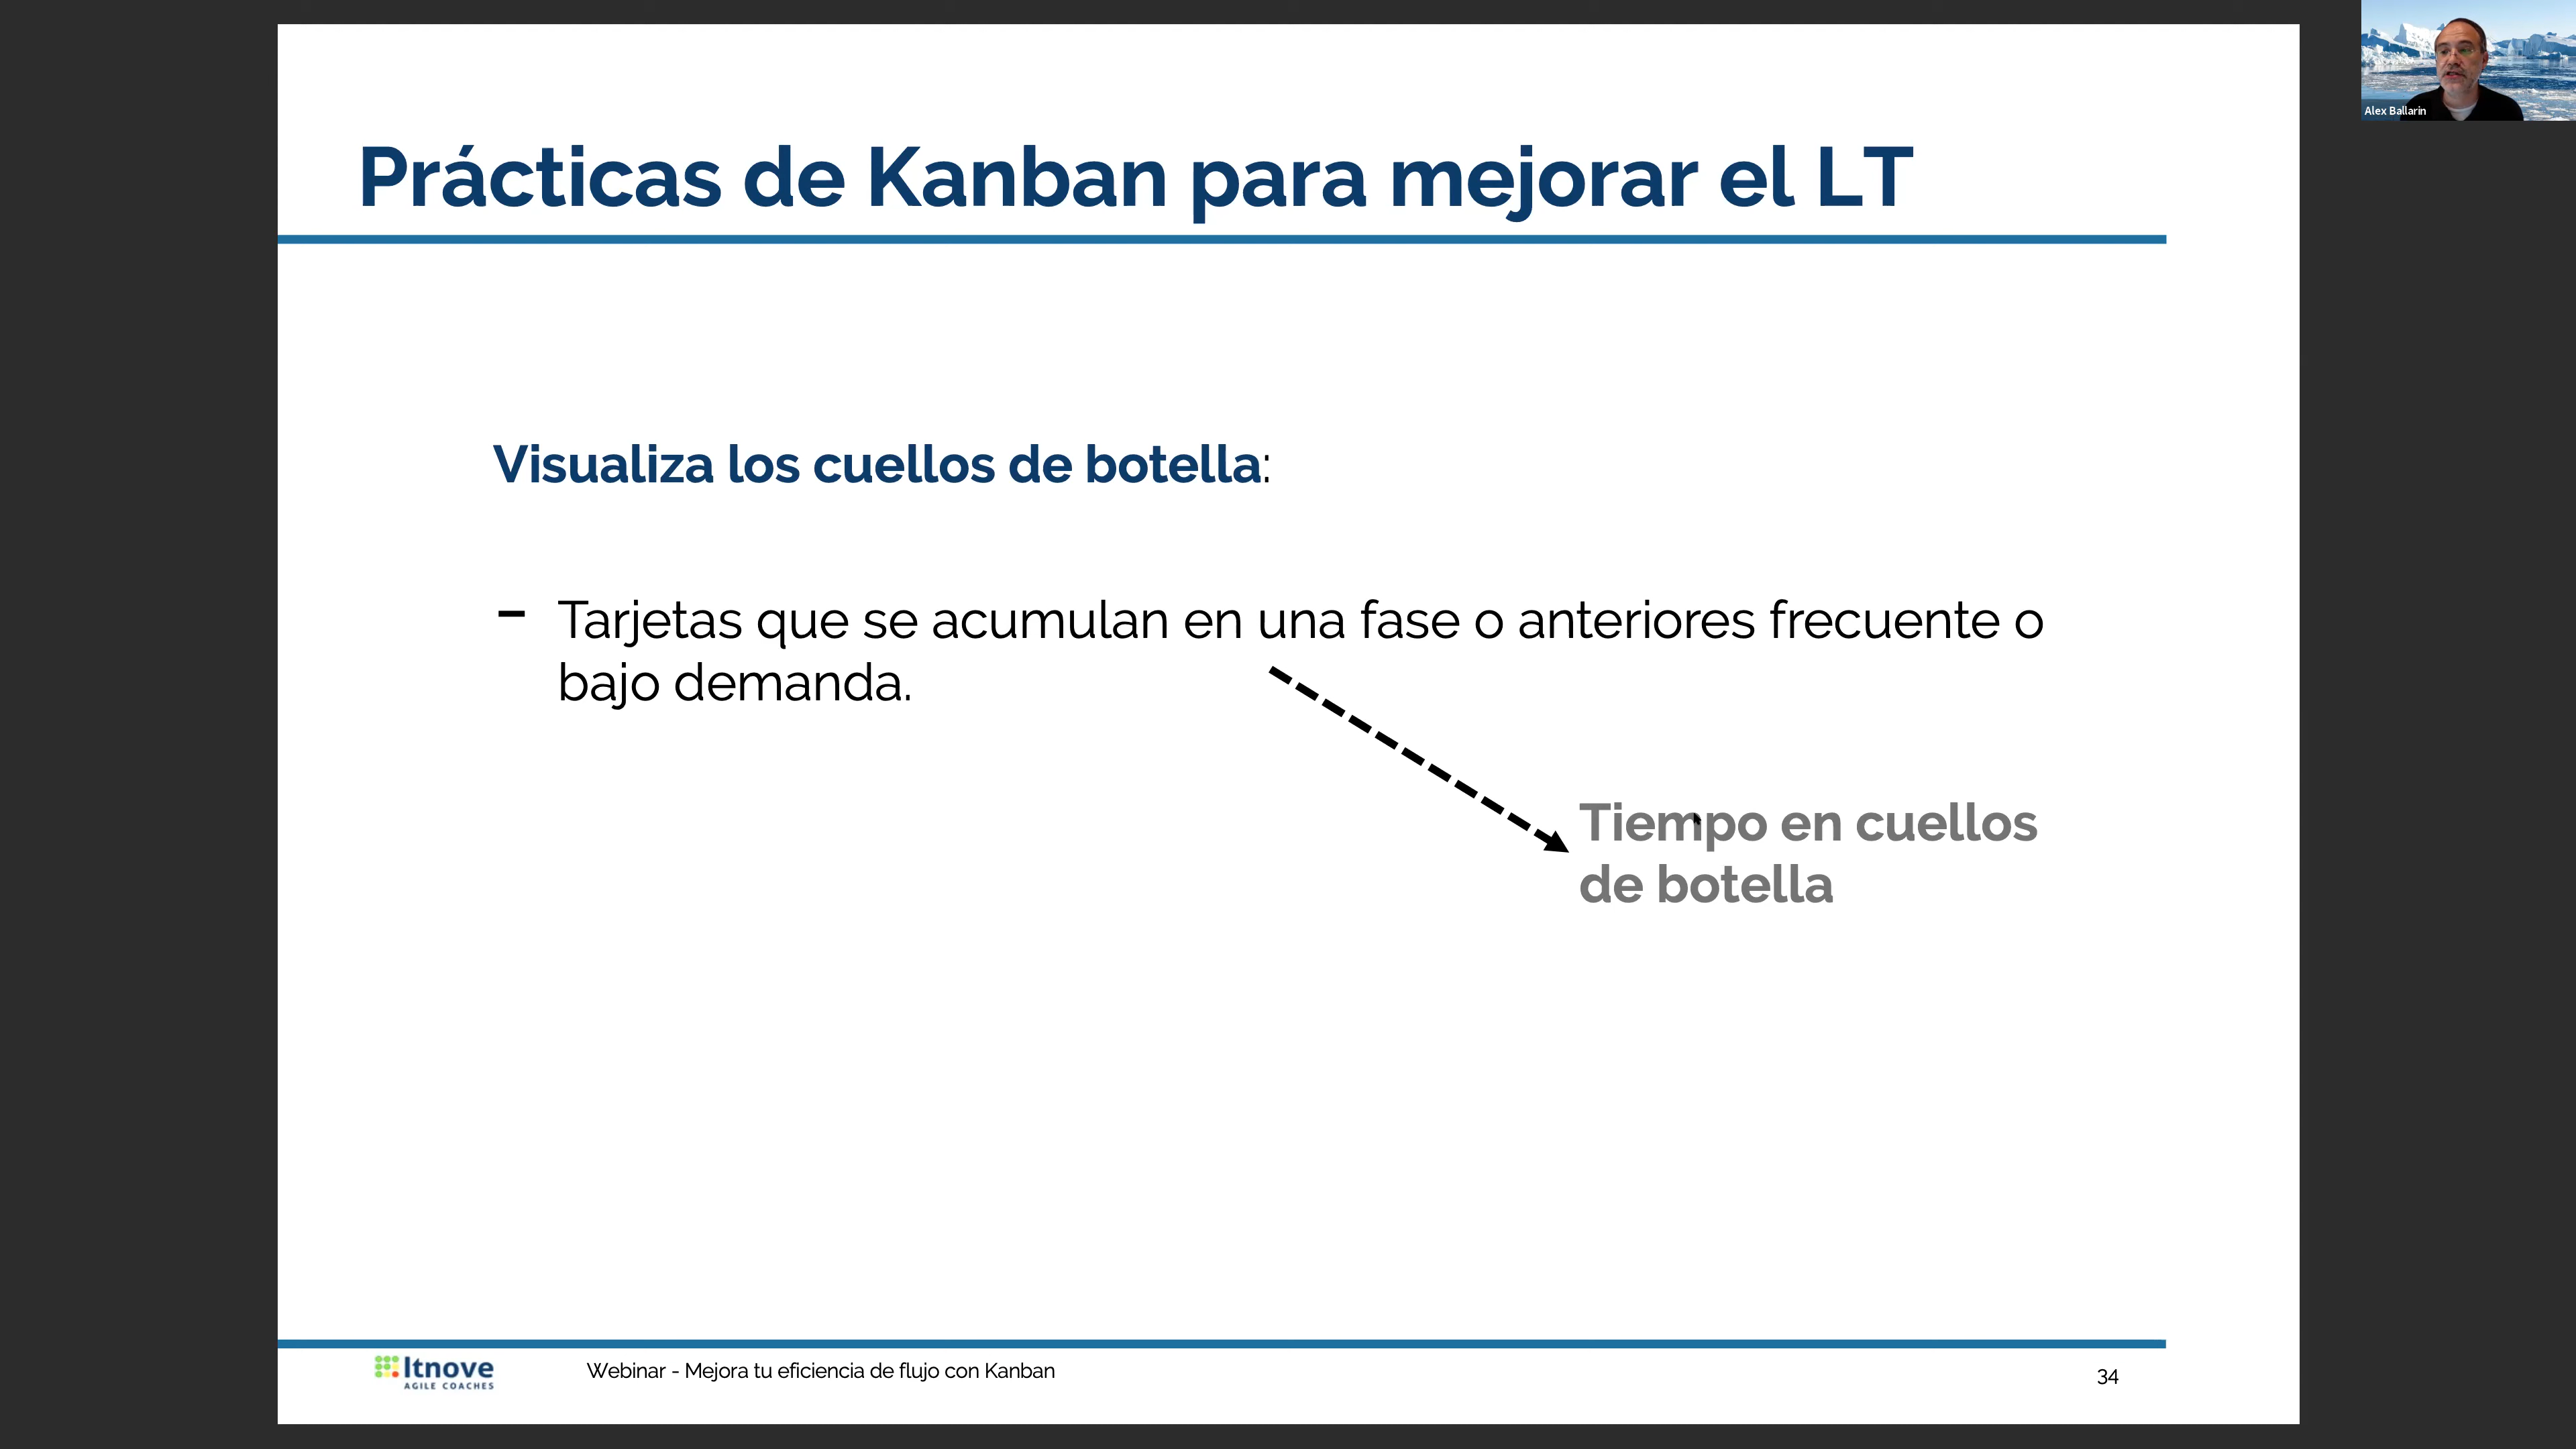 Alex Ballarin
Prácticas de Kanban para mejorar el LT
Visualiza los cuellos de botella:
- Tarjetas que se acumulan en una fase o anteriores frecuente o
bajo demanda.
Tiempo en cuellos
de botella
Itnove
AGILE COACHES
Webinar - Mejora tu eficiencia de flujo con Kanban
34